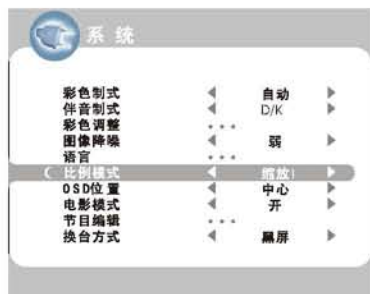 系统
彩色制式 自动
伴音制式 D/K
彩色调整 ...
图像降噪 弱
语言 ...
比例模式 缩放1
OSD位置 中心
电影模式 开
节目编辑 ...
换台方式 黑屏